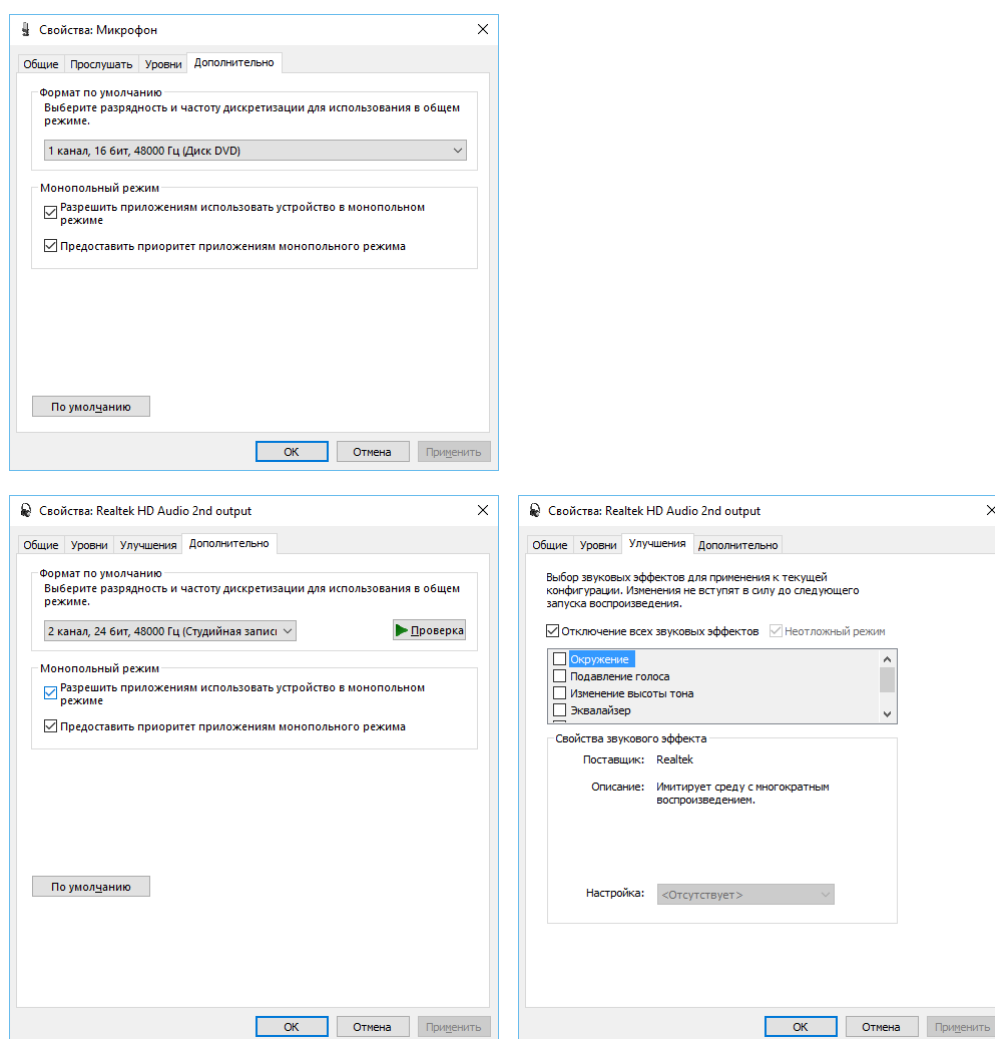 Свойства: Микрофон
Общие Прослушать Уровни Дополнительно
Формат по умолчанию
Выберите разрядность и частоту дискретизации для использования в общем
режиме.
1 канал, 16 бит, 48000 Гц (Диск DVD)
Монопольный режим
Разрешить приложениям использовать устройство в монопольном
режиме
Предоставить приоритет приложениям монопольного режима
По умолчанию
ОК Отмена Применить
Свойства: Realtek HD Audio 2nd output
Общие Уровни Улучшения Дополнительно
Формат по умолчанию
Выберите разрядность и частоту дискретизации для использования в общем
режиме.
2 канал, 24 бит, 48000 Гц (Студийная запись
Проверка
Монопольный режим
Разрешить приложениям использовать устройство в монопольном
режиме
Предоставить приоритет приложениям монопольного режима
По умолчанию
ОК Отмена Применить
Свойства: Realtek HD Audio 2nd output
Общие Уровни Улучшения Дополнительно
Выбор звуковых эффектов для применения к текущей
конфигурации. Изменения не вступят в силу до следующего
запуска воспроизведения.
Отключение всех звуковых эффектов Неотложный режим
Окружение
Подавление голоса
Изменение высоты тона
Эквалайзер
Свойства звукового эффекта
Поставщик: Realtek
Описание: Имитирует среду с многократным
воспроизведением.
Настройка: <Отсутствует>
ОК Отмена Применить